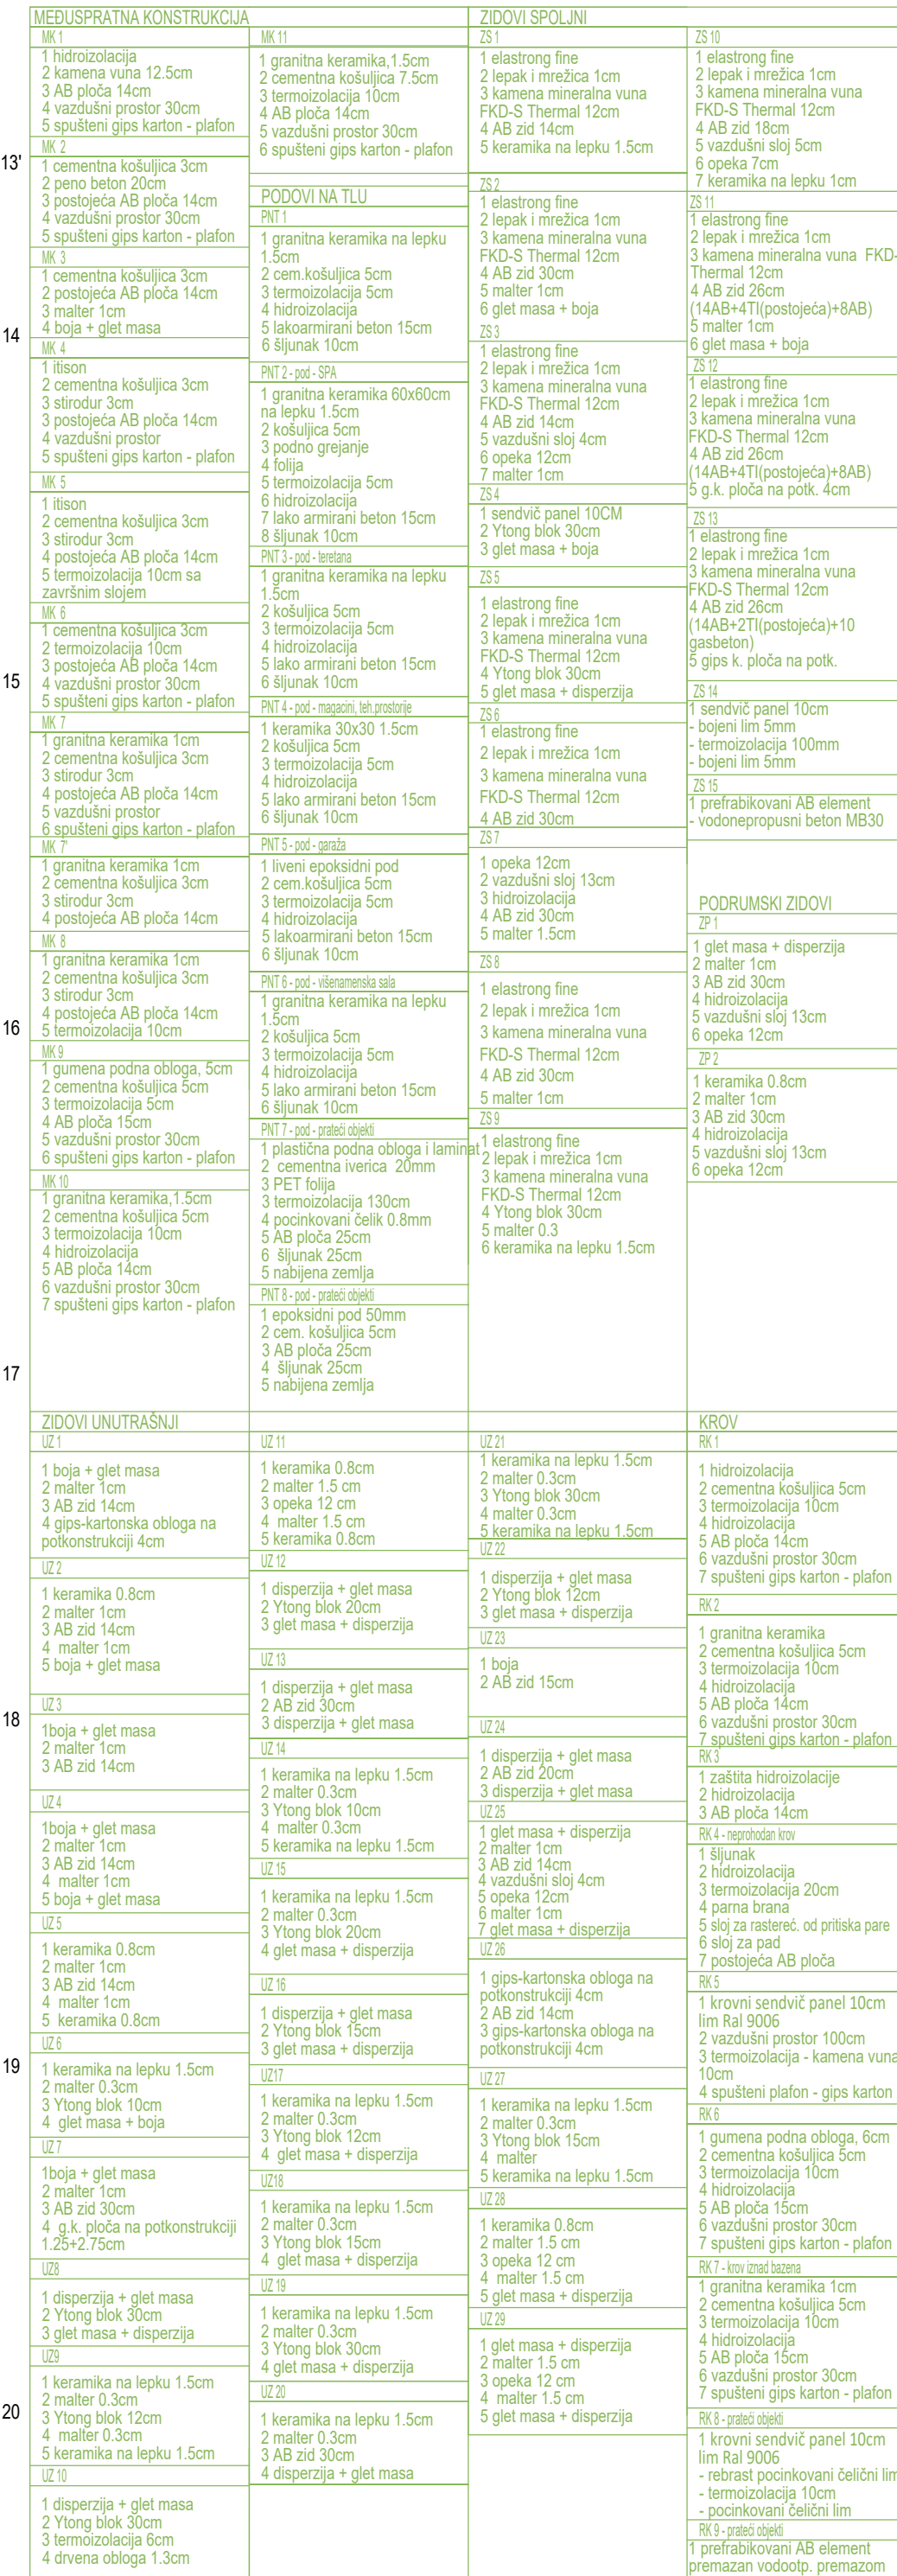 MEĐUSPRATNA KONSTRUKCIJA
MK 1
1 hidroizolacija
2 kamena vuna 12.5cm
3 AB ploča 14cm
4 vazdušni prostor 30cm
5 spušteni gips karton - plafon
MK 2
1 cementna košuljica 3cm
2 peno beton 20cm
3 postojeća AB ploča 14cm
4 vazdušni prostor 30cm
5 spušteni gips karton - plafon
MK 3
1 cementna košuljica 3cm
2 postojeća AB ploča 14cm
3 malter 1cm
4 boja + glet masa
MK 4
1 itison
2 cementna košuljica 3cm
3 stirodur 3cm
3 postojeća AB ploča 14cm
4 vazdušni prostor
5 spušteni gips karton - plafon
MK 5
1 itison
2 cementna košuljica 3cm
3 stirodur 3cm
4 postojeća AB ploča 14cm
5 termoizolacija 10cm sa
završnim slojem
MK 6
1 cementna košuljica 3cm
2 termoizolacija 10cm
3 postojeća AB ploča 14cm
4 vazdušni prostor 30cm
5 spušteni gips karton - plafon
MK 7
1 granitna keramika 1cm
2 cementna košuljica 3cm
3 stirodur 3cm
4 postojeća AB ploča 14cm
5 vazdušni prostor
6 spušteni gips karton - plafon
MK 7'
1 granitna keramika 1cm
2 cementna košuljica 3cm
3 stirodur 3cm
4 postojeća AB ploča 14cm
MK 8
1 granitna keramika 1cm
2 cementna košuljica 3cm
3 stirodur 3cm
4 postojeća AB ploča 14cm
5 termoizolacija 10cm
MK 9
1 gumena podna obloga, 5cm
2 cementna košuljica 5cm
3 termoizolacija 5cm
4 AB ploča 15cm
5 vazdušni prostor 30cm
6 spušteni gips karton - plafon
MK 10
1 granitna keramika,1.5cm
2 cementna košuljica 5cm
3 termoizolacija 10cm
4 hidroizolacija
5 AB ploča 14cm
6 vazdušni prostor 30cm
7 spušteni gips karton - plafon
MK 11
1 granitna keramika,1.5cm
2 cementna košuljica 7.5cm
3 termoizolacija 10cm
4 AB ploča 14cm
5 vazdušni prostor 30cm
6 spušteni gips karton - plafon
PODOVI NA TLU
PNT 1
1 granitna keramika na lepku
1.5cm
2 cem.košuljica 5cm
3 termoizolacija 5cm
4 hidroizolacija
5 lakoarmirani beton 15cm
6 šljunak 10cm
PNT 2 - pod - SPA
1 granitna keramika 60x60cm
na lepku 1.5cm
2 košuljica 5cm
3 podno grejanje
4 folija
5 termoizolacija 5cm
6 hidroizolacija
7 lako armirani beton 15cm
8 šljunak 10cm
PNT 3 - pod - teretana
1 granitna keramika na lepku
1.5cm
2 košuljica 5cm
3 termoizolacija 5cm
4 hidroizolacija
5 lako armirani beton 15cm
6 šljunak 10cm
PNT 4 - pod - magacini, teh.prostorije
1 keramika 30x30 1.5cm
2 košuljica 5cm
3 termoizolacija 5cm
4 hidroizolacija
5 lako armirani beton 15cm
6 šljunak 10cm
PNT 5 - pod - garaža
1 liveni epoksidni pod
2 cem.košuljica 5cm
3 termoizolacija 5cm
4 hidroizolacija
5 lakoarmirani beton 15cm
6 šljunak 10cm
PNT 6 - pod - višenamenska sala
1 granitna keramika na lepku
1.5cm
2 košuljica 5cm
3 termoizolacija 5cm
4 hidroizolacija
5 lako armirani beton 15cm
6 šljunak 10cm
PNT 7 - pod - prateći objekti
1 plastična podna obloga i laminat
2 cementna iverica 20mm
3 PET folija
3 termoizolacija 130cm
4 pocinkovani čelik 0.8mm
5 AB ploča 25cm
6 šljunak 25cm
5 nabijena zemlja
PNT 8 - pod - prateći objekti
1 epoksidni pod 50mm
2 cem. košuljica 5cm
3 AB ploča 25cm
4 šljunak 25cm
5 nabijena zemlja
ZIDOVI SPOLJNI
ZS 1
1 elastrong fine
2 lepak i mrežica 1cm
3 kamena mineralna vuna
FKD-S Thermal 12cm
4 AB zid 14cm
5 keramika na lepku 1.5cm
ZS 2
1 elastrong fine
2 lepak i mrežica 1cm
3 kamena mineralna vuna
FKD-S Thermal 12cm
4 AB zid 30cm
5 malter 1cm
6 glet masa + boja
ZS 3
1 elastrong fine
2 lepak i mrežica 1cm
3 kamena mineralna vuna
FKD-S Thermal 12cm
4 AB zid 14cm
5 vazdušni sloj 4cm
6 opeka 12cm
7 malter 1cm
ZS 4
1 sendvič panel 10CM
2 Ytong blok 30cm
3 glet masa + boja
ZS 5
1 elastrong fine
2 lepak i mrežica 1cm
3 kamena mineralna vuna
FKD-S Thermal 12cm
4 Ytong blok 30cm
5 glet masa + disperzija
ZS 6
1 elastrong fine
2 lepak i mrežica 1cm
3 kamena mineralna vuna
FKD-S Thermal 12cm
4 AB zid 30cm
ZS 7
1 opeka 12cm
2 vazdušni sloj 13cm
3 hidroizolacija
4 AB zid 30cm
5 malter 1.5cm
ZS 8
1 elastrong fine
2 lepak i mrežica 1cm
3 kamena mineralna vuna
FKD-S Thermal 12cm
4 AB zid 30cm
5 malter 1cm
ZS 9
1 elastrong fine
2 lepak i mrežica 1cm
3 kamena mineralna vuna
FKD-S Thermal 12cm
4 Ytong blok 30cm
5 malter 0.3
6 keramika na lepku 1.5cm
ZS 10
1 elastrong fine
2 lepak i mrežica 1cm
3 kamena mineralna vuna
FKD-S Thermal 12cm
4 AB zid 18cm
5 vazdušni sloj 5cm
6 opeka 7cm
7 keramika na lepku 1cm
ZS 11
1 elastrong fine
2 lepak i mrežica 1cm
3 kamena mineralna vuna FKD-
Thermal 12cm
4 AB zid 26cm
(14AB+4TI(postojeća)+8AB)
5 malter 1cm
6 glet masa + boja
ZS 12
1 elastrong fine
2 lepak i mrežica 1cm
3 kamena mineralna vuna
FKD-S Thermal 12cm
4 AB zid 26cm
(14AB+4TI(postojeća)+8AB)
5 g.k. ploča na potk. 4cm
ZS 13
1 elastrong fine
2 lepak i mrežica 1cm
3 kamena mineralna vuna
FKD-S Thermal 12cm
4 AB zid 26cm
(14AB+2TI(postojeća)+10
gasbeton)
5 gips k. ploča na potk.
ZS 14
1 sendvič panel 10cm
- bojeni lim 5mm
- termoizolacija 100mm
- bojeni lim 5mm
ZS 15
1 prefrabikovani AB element
- vodonepropusni beton MB30
PODRUMSKI ZIDOVI
ZP 1
1 glet masa + disperzija
2 malter 1cm
3 AB zid 30cm
4 hidroizolacija
5 vazdušni sloj 13cm
6 opeka 12cm
ZP 2
1 keramika 0.8cm
2 malter 1cm
3 AB zid 30cm
4 hidroizolacija
5 vazdušni sloj 13cm
6 opeka 12cm
13'
14
15
16
17
18
19
20
ZIDOVI UNUTRAŠNJI
UZ 1
1 boja + glet masa
2 malter 1cm
3 AB zid 14cm
4 gips-kartonska obloga na
potkonstrukciji 4cm
UZ 2
1 keramika 0.8cm
2 malter 1cm
3 AB zid 14cm
4 malter 1cm
5 boja + glet masa
UZ 3
1boja + glet masa
2 malter 1cm
3 AB zid 14cm
UZ 4
1boja + glet masa
2 malter 1cm
3 AB zid 14cm
4 malter 1cm
5 boja + glet masa
UZ 5
1 keramika 0.8cm
2 malter 1cm
3 AB zid 14cm
4 malter 1cm
5 keramika 0.8cm
UZ 6
1 keramika na lepku 1.5cm
2 malter 0.3cm
3 Ytong blok 10cm
4 glet masa + boja
UZ 7
1boja + glet masa
2 malter 1cm
3 AB zid 30cm
4 g.k. ploča na potkonstrukciji
1.25+2.75cm
UZ8
1 disperzija + glet masa
2 Ytong blok 30cm
3 glet masa + disperzija
UZ9
1 keramika na lepku 1.5cm
2 malter 0.3cm
3 Ytong blok 12cm
4 malter 0.3cm
5 keramika na lepku 1.5cm
UZ 10
1 disperzija + glet masa
2 Ytong blok 30cm
3 termoizolacija 6cm
4 drvena obloga 1.3cm
UZ 11
1 keramika 0.8cm
2 malter 1.5 cm
3 opeka 12 cm
4 malter 1.5 cm
5 keramika 0.8cm
UZ 12
1 disperzija + glet masa
2 Ytong blok 20cm
3 glet masa + disperzija
UZ 13
1 disperzija + glet masa
2 AB zid 30cm
3 disperzija + glet masa
UZ 14
1 keramika na lepku 1.5cm
2 malter 0.3cm
3 Ytong blok 10cm
4 malter 0.3cm
5 keramika na lepku 1.5cm
UZ 15
1 keramika na lepku 1.5cm
2 malter 0.3cm
3 Ytong blok 20cm
4 glet masa + disperzija
UZ 16
1 disperzija + glet masa
2 Ytong blok 15cm
3 glet masa + disperzija
UZ17
1 keramika na lepku 1.5cm
2 malter 0.3cm
3 Ytong blok 12cm
4 glet masa + disperzija
UZ18
1 keramika na lepku 1.5cm
2 malter 0.3cm
3 Ytong blok 15cm
4 glet masa + disperzija
UZ 19
1 keramika na lepku 1.5cm
2 malter 0.3cm
3 Ytong blok 30cm
4 glet masa + disperzija
UZ 20
1 keramika na lepku 1.5cm
2 malter 0.3cm
3 AB zid 30cm
4 disperzija + glet masa
UZ 21
1 keramika na lepku 1.5cm
2 malter 0.3cm
3 Ytong blok 30cm
4 malter 0.3cm
5 keramika na lepku 1.5cm
UZ 22
1 disperzija + glet masa
2 Ytong blok 12cm
3 glet masa + disperzija
UZ 23
1 boja
2 AB zid 15cm
UZ 24
1 disperzija + glet masa
2 AB zid 20cm
3 disperzija + glet masa
UZ 25
1 glet masa + disperzija
2 malter 1cm
3 AB zid 14cm
4 vazdušni sloj 4cm
5 opeka 12cm
6 malter 1cm
7 glet masa + disperzija
UZ 26
1 gips-kartonska obloga na
potkonstrukciji 4cm
2 AB zid 14cm
3 gips-kartonska obloga na
potkonstrukciji 4cm
UZ 27
1 keramika na lepku 1.5cm
2 malter 0.3cm
3 Ytong blok 15cm
4 malter
5 keramika na lepku 1.5cm
UZ 28
1 keramika 0.8cm
2 malter 1.5 cm
3 opeka 12 cm
4 malter 1.5 cm
5 glet masa + disperzija
UZ 29
1 glet masa + disperzija
2 malter 1.5 cm
3 opeka 12 cm
4 malter 1.5 cm
5 glet masa + disperzija
KROV
RK 1
1 hidroizolacija
2 cementna košuljica 5cm
3 termoizolacija 10cm
4 hidroizolacija
5 AB ploča 14cm
6 vazdušni prostor 30cm
7 spušteni gips karton - plafon
RK 2
1 granitna keramika
2 cementna košuljica 5cm
3 termoizolacija 10cm
4 hidroizolacija
5 AB ploča 14cm
6 vazdušni prostor 30cm
7 spušteni gips karton - plafon
RK 3
1 zaštita hidroizolacije
2 hidroizolacija
3 AB ploča 14cm
RK 4 - neprohodan krov
1 šljunak
2 hidroizolacija
3 termoizolacija 20cm
4 parna brana
5 sloj za rastereć. od pritiska pare
6 sloj za pad
7 postojeća AB ploča
RK 5
1 krovni sendvič panel 10cm
lim Ral 9006
2 vazdušni prostor 100cm
3 termoizolacija - kamena vuna
10cm
4 spušteni plafon - gips karton
RK 6
1 gumena podna obloga, 6cm
2 cementna košuljica 5cm
3 termoizolacija 10cm
4 hidroizolacija
5 AB ploča 15cm
6 vazdušni prostor 30cm
7 spušteni gips karton - plafon
RK 7 - krov iznad bazena
1 granitna keramika 1cm
2 cementna košuljica 5cm
3 termoizolacija 10cm
4 hidroizolacija
5 AB ploča 15cm
6 vazdušni prostor 30cm
7 spušteni gips karton - plafon
RK 8 - prateći objekti
1 krovni sendvič panel 10cm
lim Ral 9006
- rebrast pocinkovani čelični lim
- termoizolacija 10cm
- pocinkovani čelični lim
RK 9 - prateći objekti
1 prefrabikovani AB element
premazan vodootp. premazom